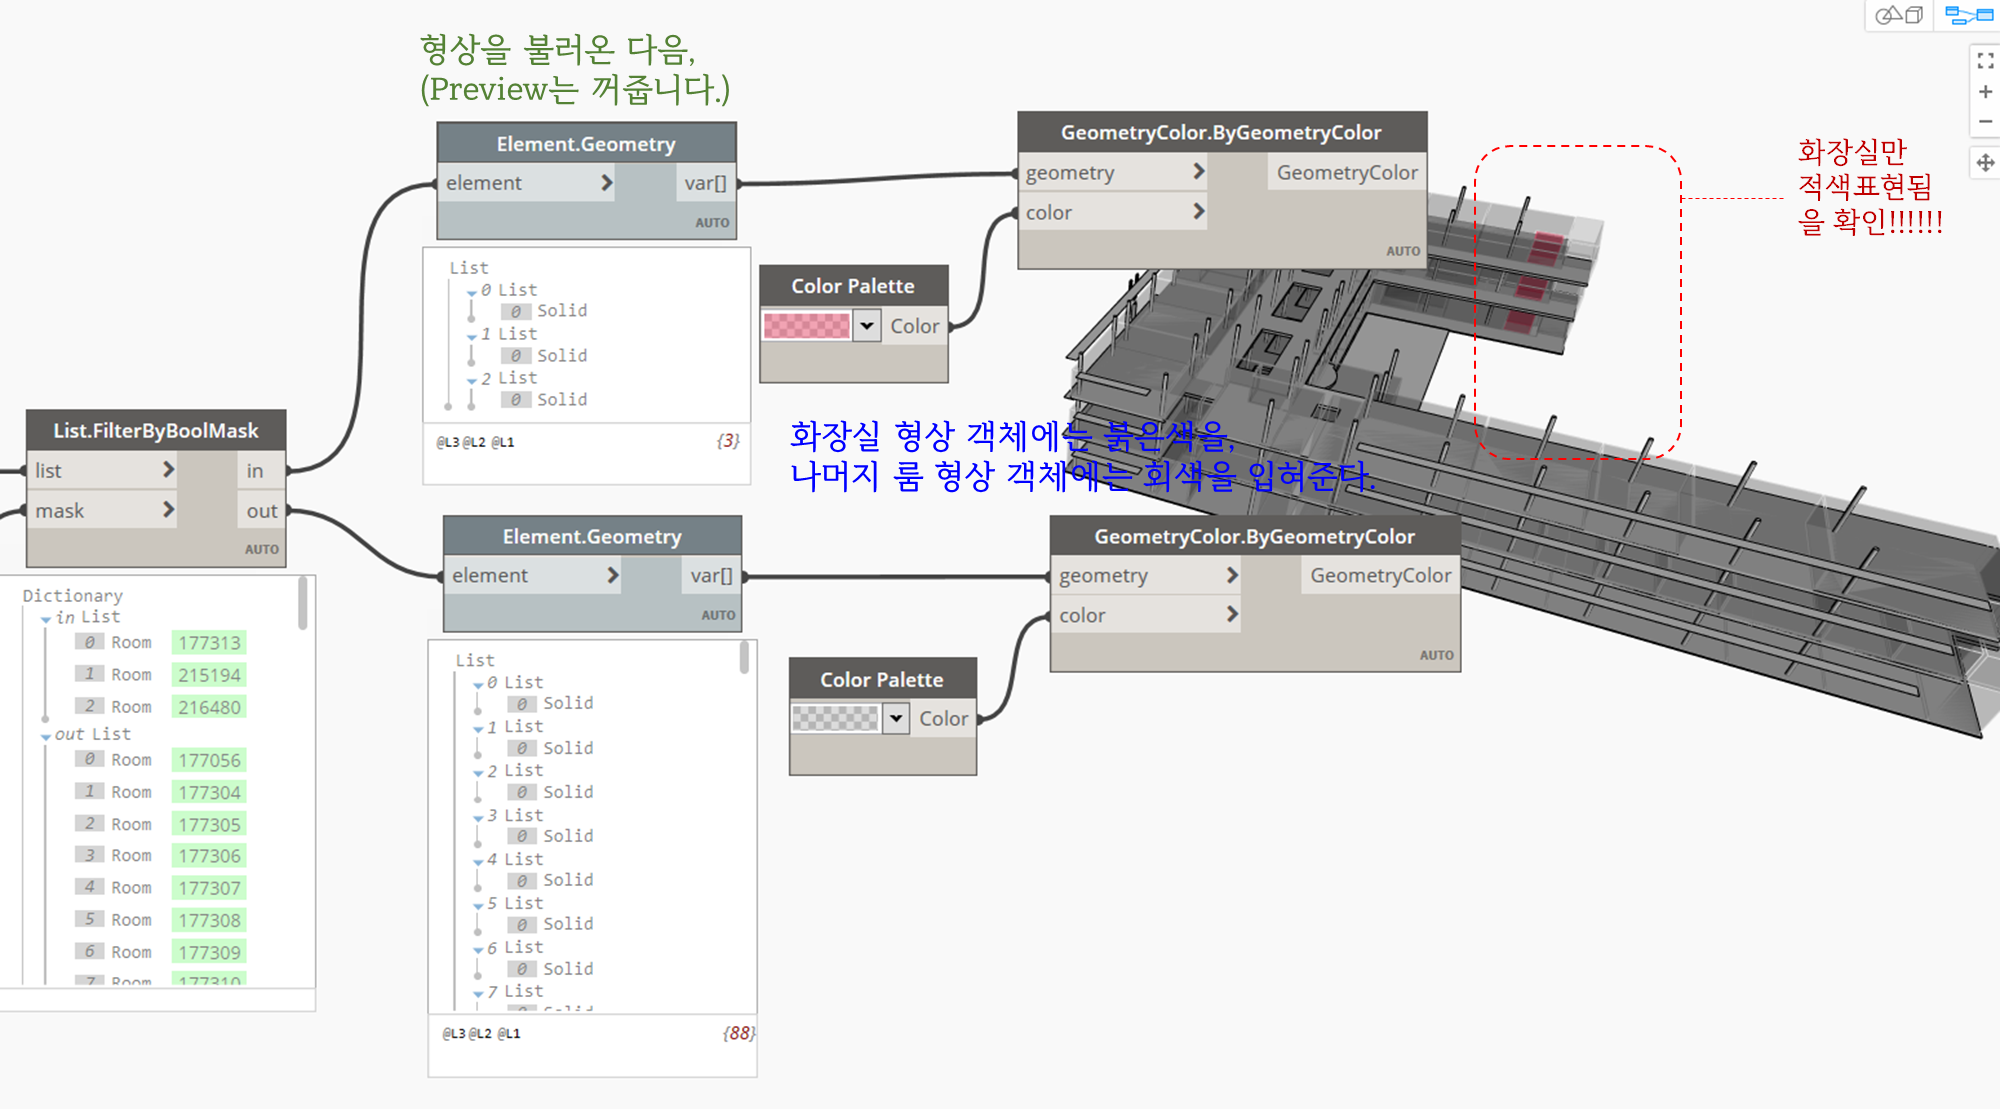 형상을 불러온 다음,
(Preview는 꺼줍니다.)
Element.Geometry
element
var[]
AUTO
List
0 List
0 Solid
1 List
0 Solid
2 List
0 Solid
@L3 @L2 @L1
{3}
Color Palette
Color
GeometryColor.ByGeometryColor
geometry
GeometryColor
color
AUTO
화장실만
적색표현됨
을 확인!!!!!!
List.FilterByBoolMask
list
in
mask
out
AUTO
Dictionary
in List
0 Room 177313
1 Room 215194
2 Room 216480
out List
0 Room 177056
1 Room 177304
2 Room 177305
3 Room 177306
4 Room 177307
5 Room 177308
6 Room 177309
7 Room 177310
화장실 형상 객체에는 붉은색을,
나머지 룸 형상 객체에는 회색을 입혀준다.
Element.Geometry
element
var[]
AUTO
List
0 List
0 Solid
1 List
0 Solid
2 List
0 Solid
3 List
0 Solid
4 List
0 Solid
5 List
0 Solid
6 List
0 Solid
7 List
0 Solid
@L3 @L2 @L1
{88}
Color Palette
Color
GeometryColor.ByGeometryColor
geometry
GeometryColor
color
AUTO